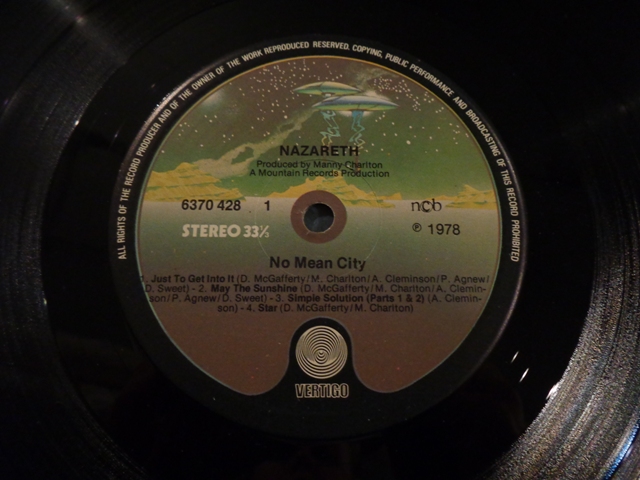 ALL RIGHTS OF THE RECORD PRODUCER AND OF THE OWNER OF THE WORK REPRODUCED RESERVED. COPYING, PUBLIC PERFORMANCE AND BROADCASTING OF THIS RECORD PROHIBITED
NAZARETH
Produced by Manny Charlton
A Mountain Records Production
6370 428 1 ncb
STEREO 33⅓ ℗ 1978
No Mean City
1. Just To Get Into It (D. McGafferty/M. Charlton/A. Cleminson/P. Agnew/
D. Sweet) - 2. May The Sunshine (D. McGafferty/M. Charlton/A. Clemin-
son/P. Agnew/D. Sweet) - 3. Simple Solution (Parts 1 & 2) (A. Clemin-
son) - 4. Star (D. McGafferty/M. Charlton)
VERTIGO